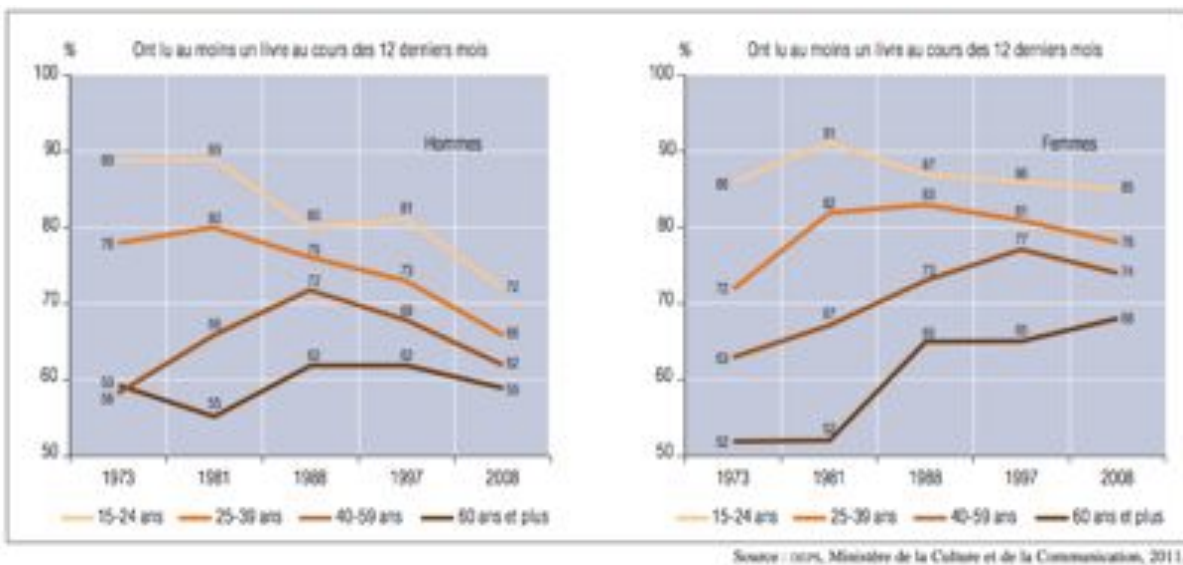 % Ont lu au moins un livre au cours des 12 derniers mois
100
90
80
70
60
50
Hommes
89 89 80 81 72
78 80 76 73 66
58 66 72 68 62
59 55 62 62 59
1973 1981 1988 1997 2008
15-24 ans 25-39 ans 40-59 ans 60 ans et plus
% Ont lu au moins un livre au cours des 12 derniers mois
100
90
80
70
60
50
Femmes
86 91 87 86 85
72 82 83 81 78
63 67 73 77 74
52 52 65 65 68
1973 1981 1988 1997 2008
15-24 ans 25-39 ans 40-59 ans 60 ans et plus
Source : DEPS, Ministère de la Culture et de la Communication, 2011